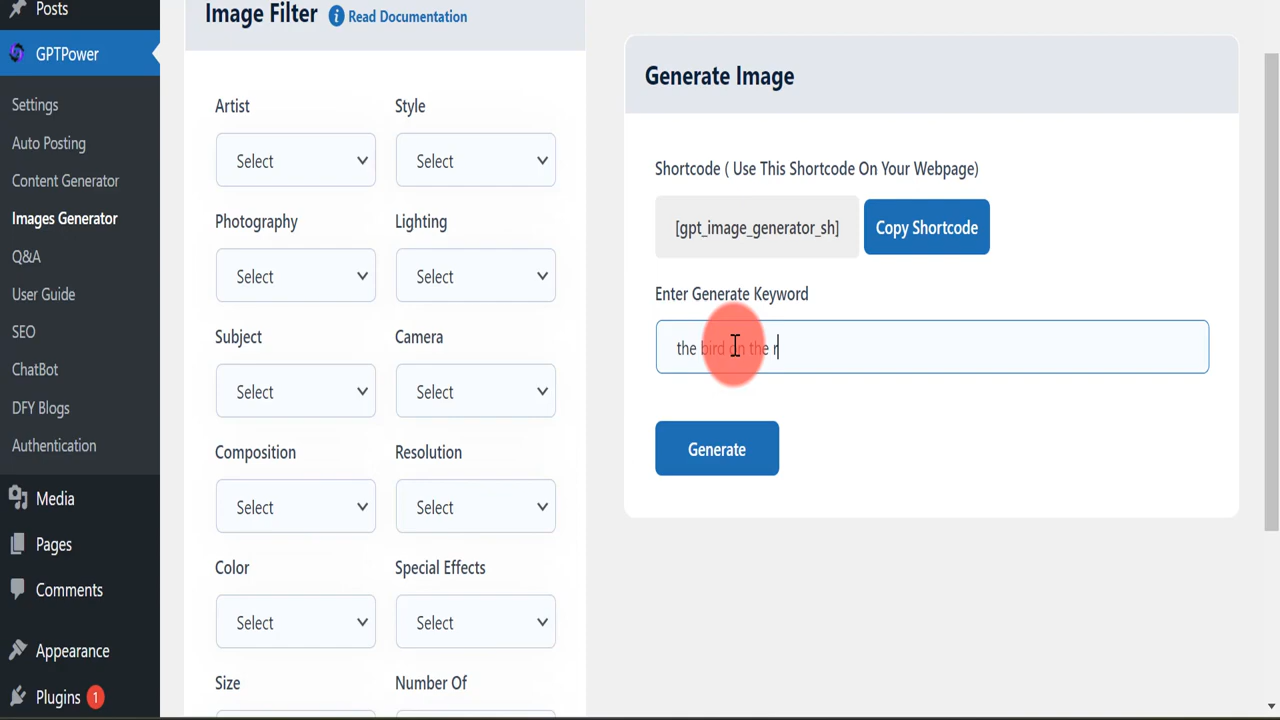 Posts
GPTPower
Settings
Auto Posting
Content Generator
Images Generator
Q&A
User Guide
SEO
ChatBot
DFY Blogs
Authentication
Media
Pages
Comments
Appearance
Plugins 1
Image Filter i Read Documentation
Artist Style
Select Select
Photography Lighting
Select Select
Subject Camera
Select Select
Composition Resolution
Select Select
Color Special Effects
Select Select
Size Number Of
Generate Image
Shortcode ( Use This Shortcode On Your Webpage)
[gpt_image_generator_sh] Copy Shortcode
Enter Generate Keyword
the bird on the r
Generate